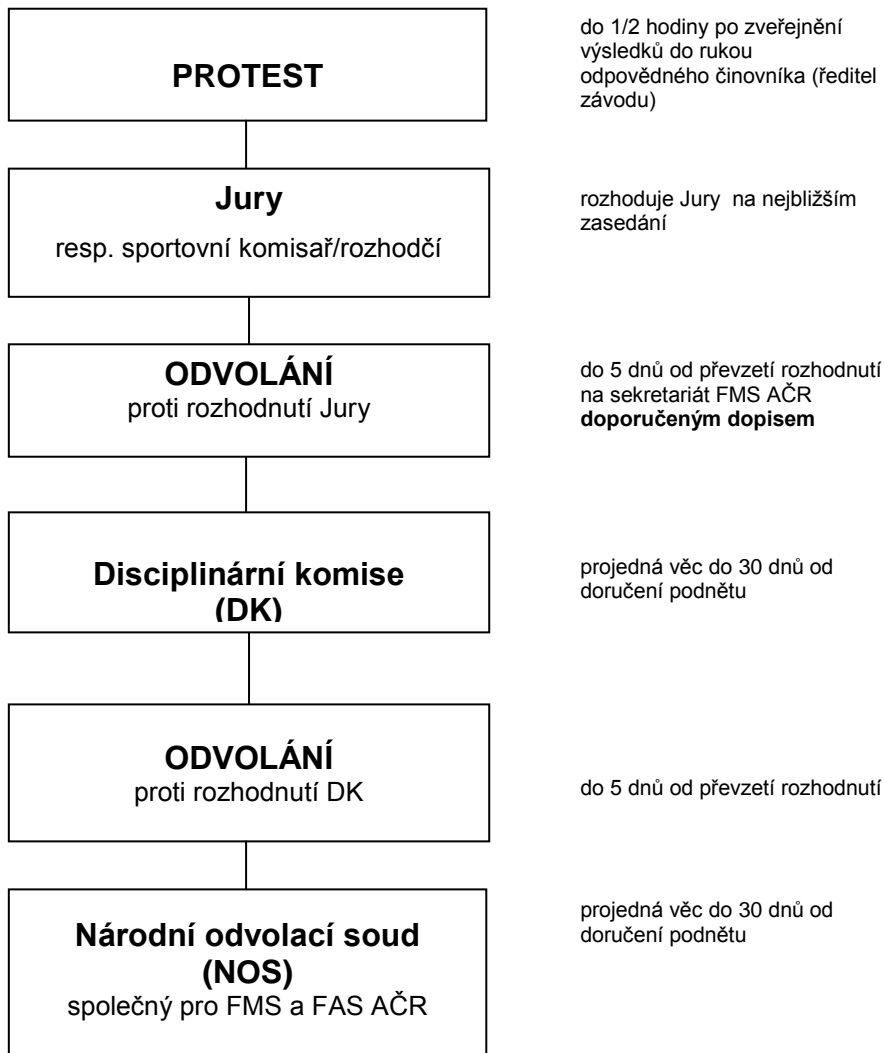 PROTEST
do 1/2 hodiny po zveřejnění
výsledků do rukou
odpovědného činovníka (ředitel
závodu)
Jury
resp. sportovní komisař/rozhodčí
rozhoduje Jury na nejbližším
zasedání
ODVOLÁNÍ
proti rozhodnutí Jury
do 5 dnů od převzetí rozhodnutí
na sekretariát FMS AČR
doporučeným dopisem
Disciplinární komise
(DK)
projedná věc do 30 dnů od
doručení podnětu
ODVOLÁNÍ
proti rozhodnutí DK
do 5 dnů od převzetí rozhodnutí
Národní odvolací soud
(NOS)
společný pro FMS a FAS AČR
projedná věc do 30 dnů od
doručení podnětu